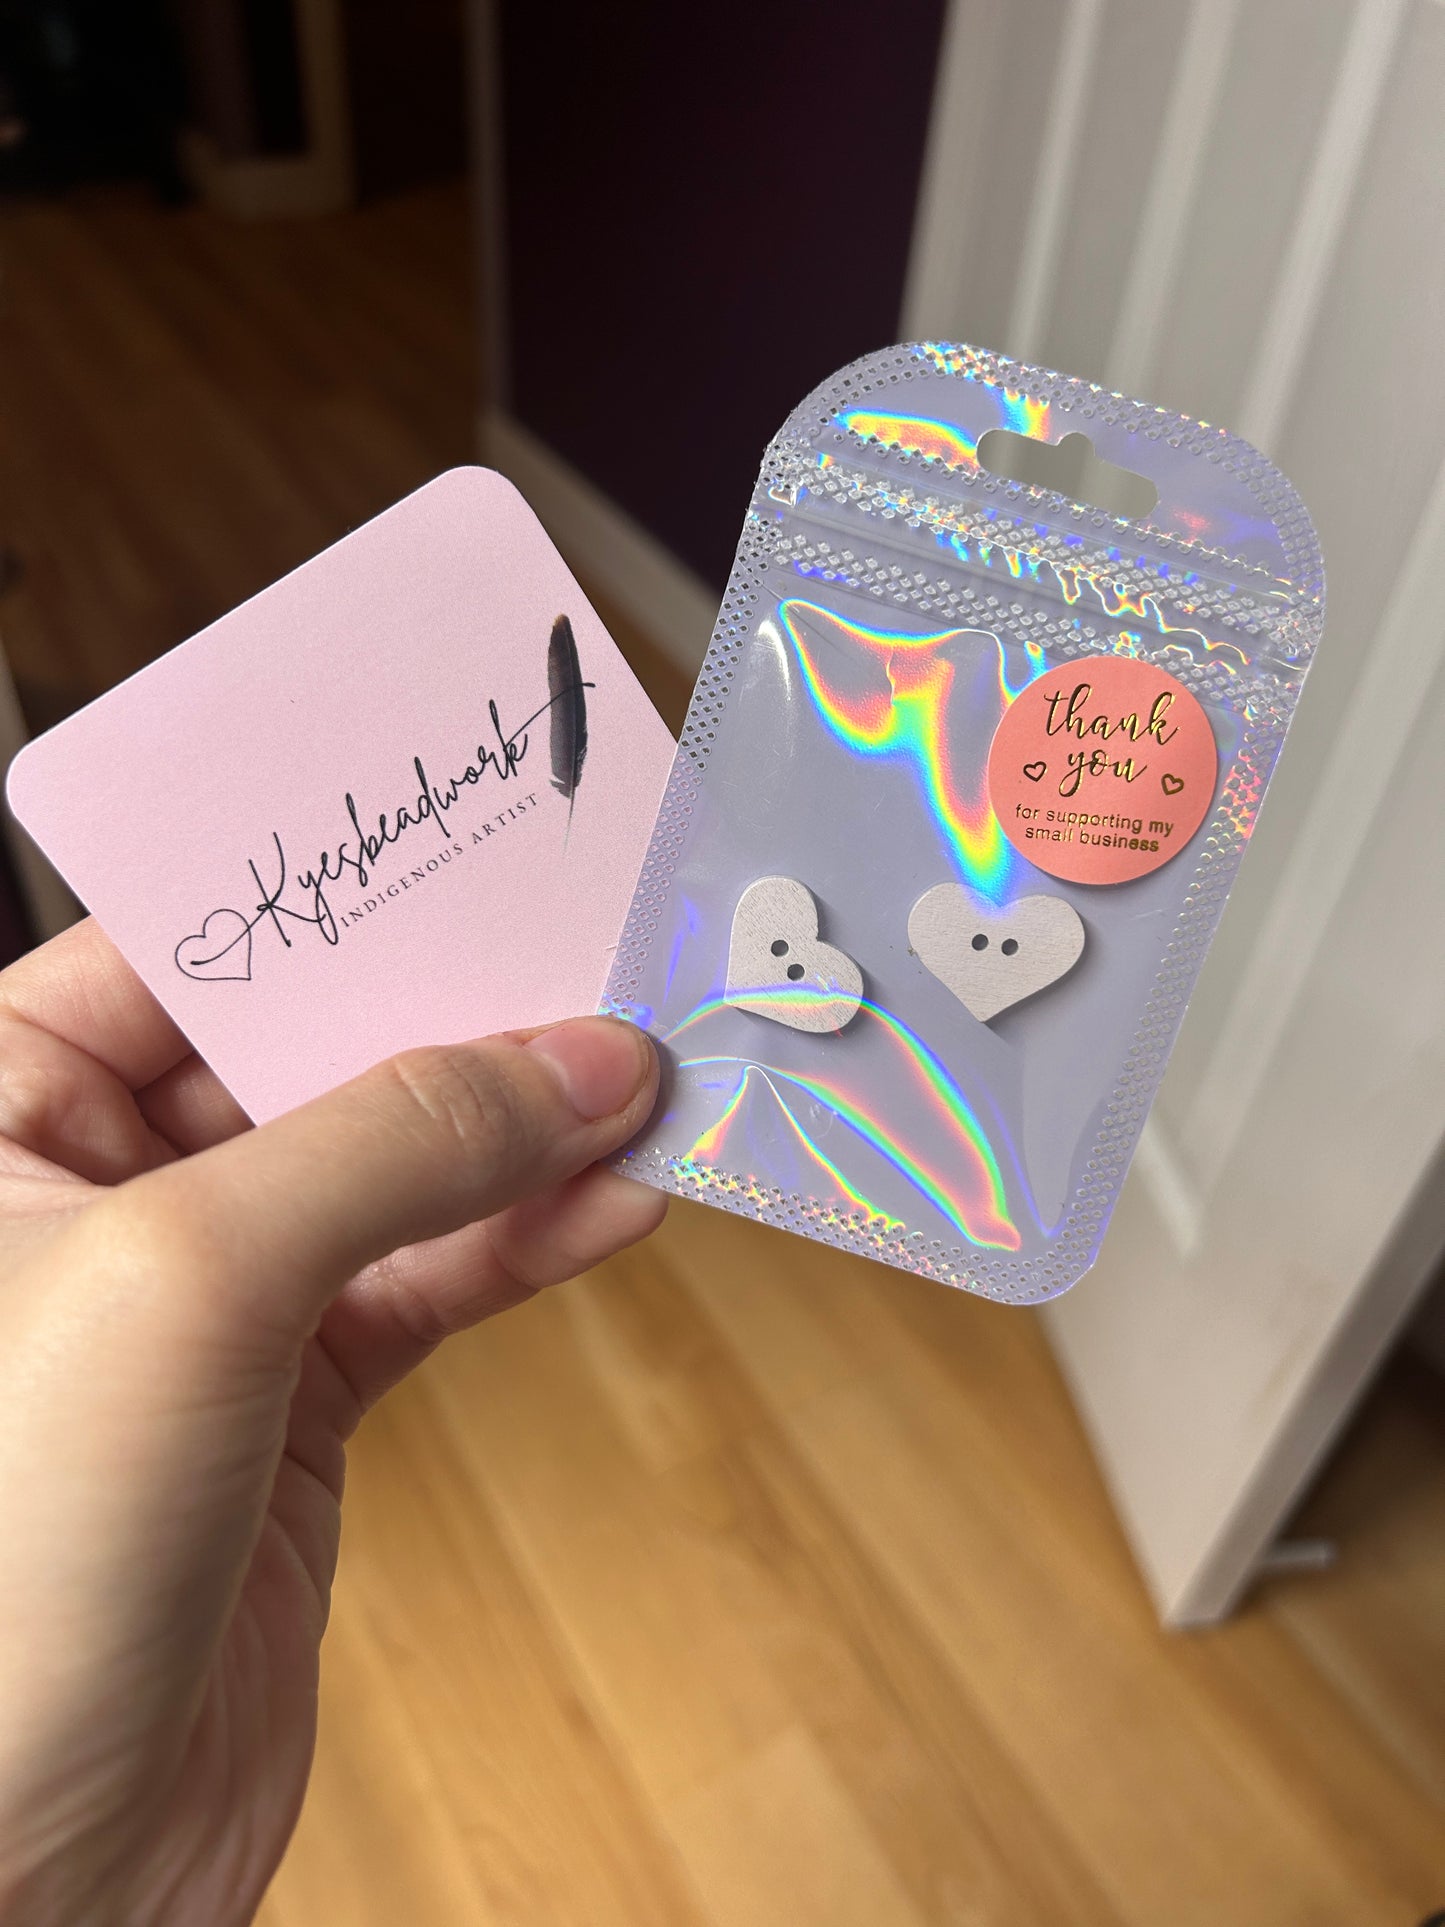 Kyesbeadwork
INDIGENOUS ARTIST
thank
you
for supporting my
small business